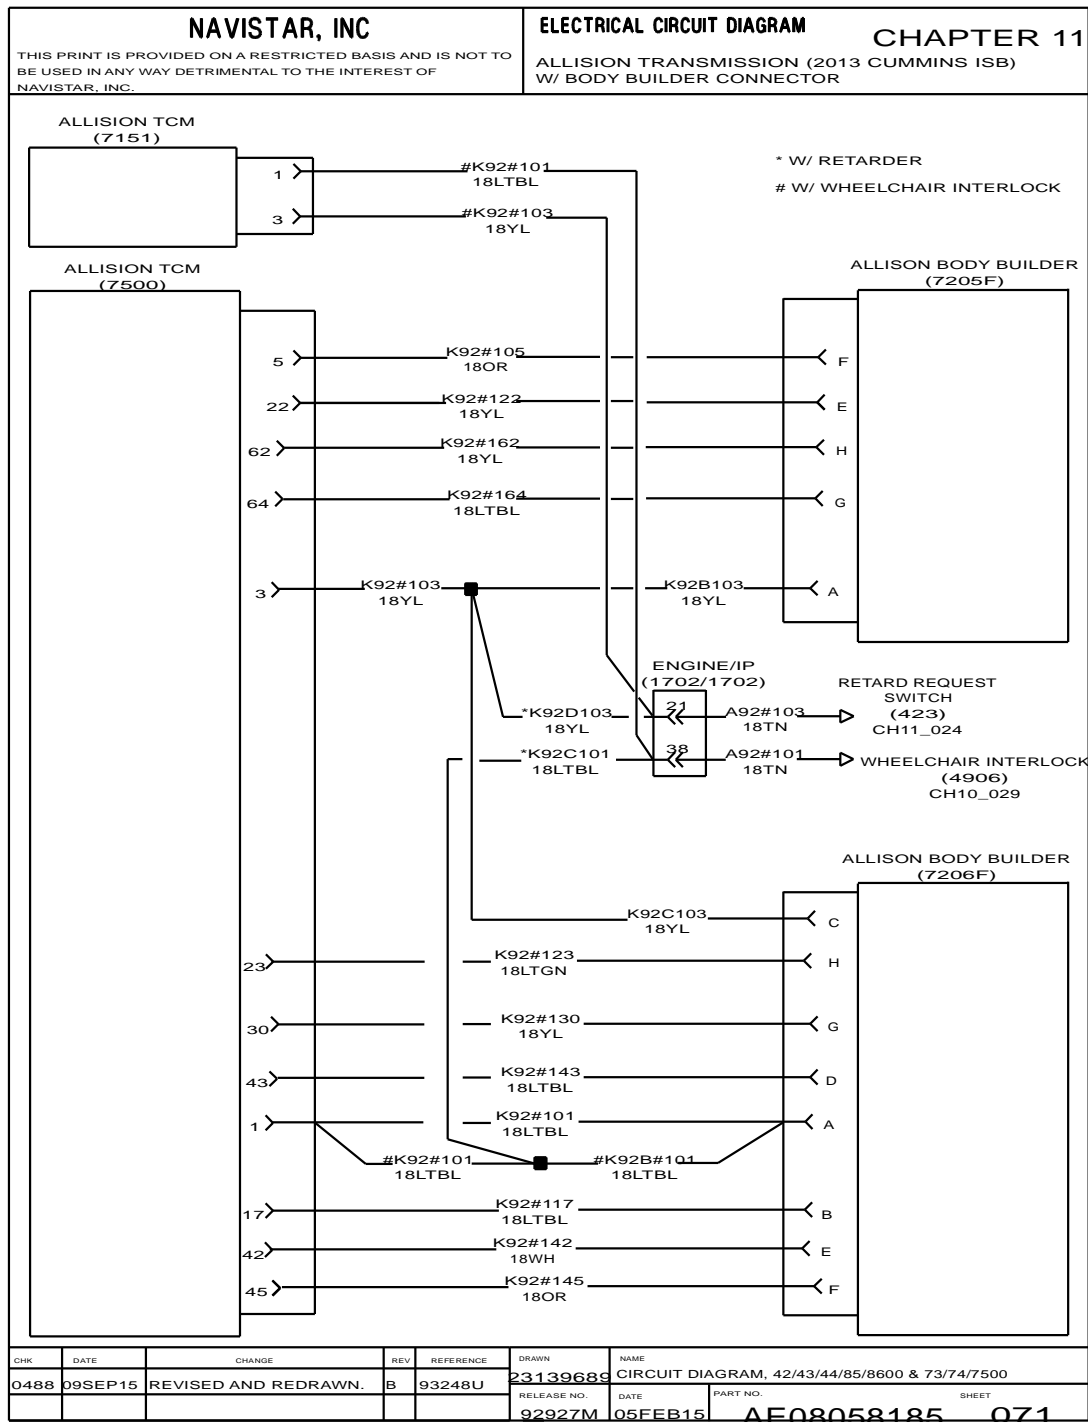 NAVISTAR, INC
THIS PRINT IS PROVIDED ON A RESTRICTED BASIS AND IS NOT TO
BE USED IN ANY WAY DETRIMENTAL TO THE INTEREST OF
NAVISTAR, INC.
ELECTRICAL CIRCUIT DIAGRAM
CHAPTER 11
ALLISION TRANSMISSION (2013 CUMMINS ISB)
W/ BODY BUILDER CONNECTOR
ALLISION TCM
(7151)
1
#K92#101
18LTBL
3
#K92#103
18YL
* W/ RETARDER
# W/ WHEELCHAIR INTERLOCK
ALLISION TCM
(7500)
ALLISON BODY BUILDER
(7205F)
5
K92#105
18OR
F
22
K92#122
18YL
E
62
K92#162
18YL
H
64
K92#164
18LTBL
G
3
K92#103
18YL
K92B103
18YL
A
ENGINE/IP
(1702/1702)
*K92D103
18YL
21
A92#103
18TN
RETARD REQUEST
SWITCH
(423)
CH11_024
*K92C101
18LTBL
38
A92#101
18TN
WHEELCHAIR INTERLOCK
(4906)
CH10_029
ALLISON BODY BUILDER
(7206F)
K92C103
18YL
C
23
K92#123
18LTGN
H
30
K92#130
18YL
G
43
K92#143
18LTBL
D
1
K92#101
18LTBL
A
#K92#101
18LTBL
#K92B#101
18LTBL
17
K92#117
18LTBL
B
42
K92#142
18WH
E
45
K92#145
18OR
F
CHK DATE CHANGE REV REFERENCE
0488 09SEP15 REVISED AND REDRAWN. B 93248U
DRAWN
23139689
NAME
CIRCUIT DIAGRAM, 42/43/44/85/8600 & 73/74/7500
RELEASE NO.
92927M
DATE
05FEB15
PART NO.
AE08058185
SHEET
071